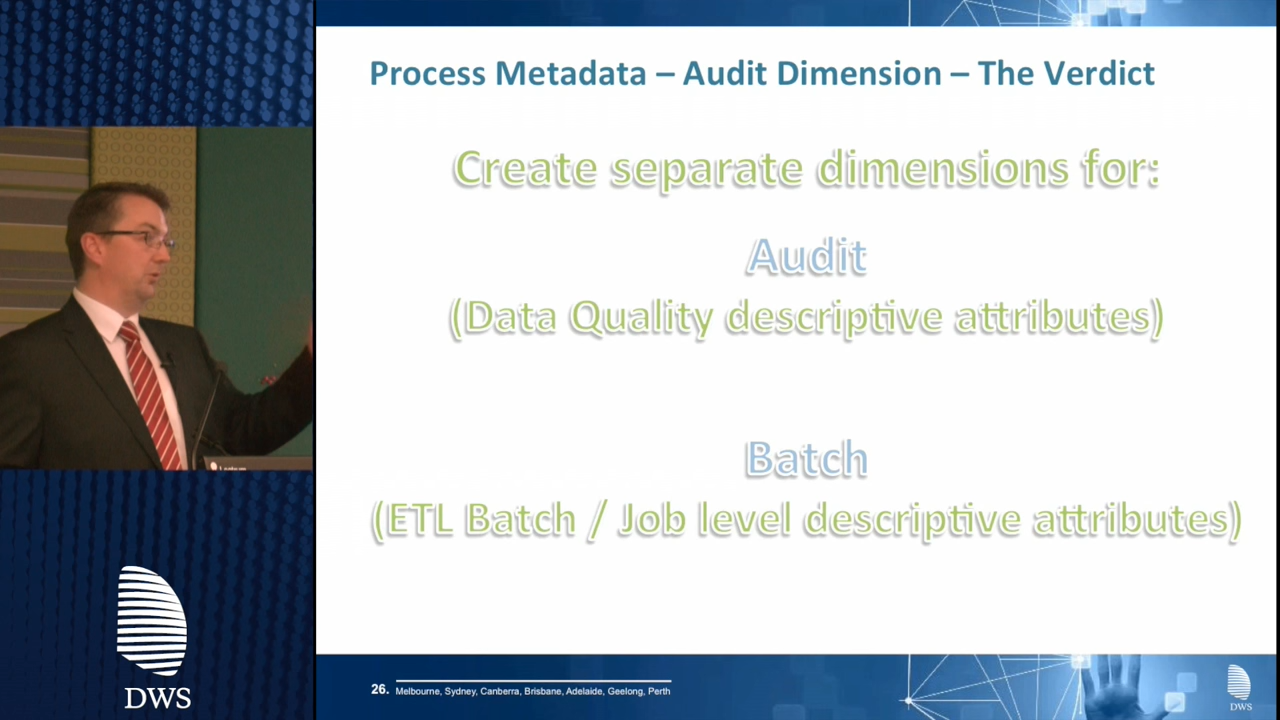 Process Metadata – Audit Dimension – The Verdict
Create separate dimensions for:
Audit
(Data Quality descriptive attributes)
Batch
(ETL Batch / Job level descriptive attributes)
26. Melbourne, Sydney, Canberra, Brisbane, Adelaide, Geelong, Perth
DWS
DWS